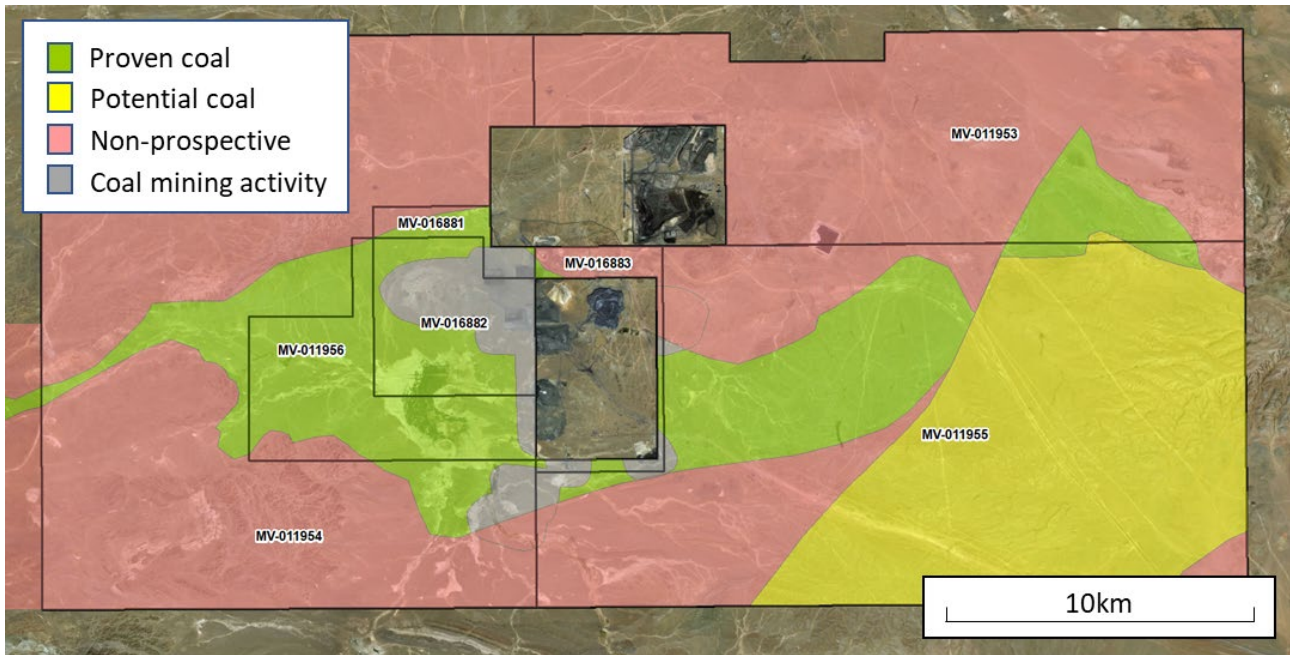 Proven coal
Potential coal
Non-prospective
Coal mining activity
MV-011953
MV-016881
MV-016883
MV-016882
MV-011956
MV-011955
MV-011954
10km